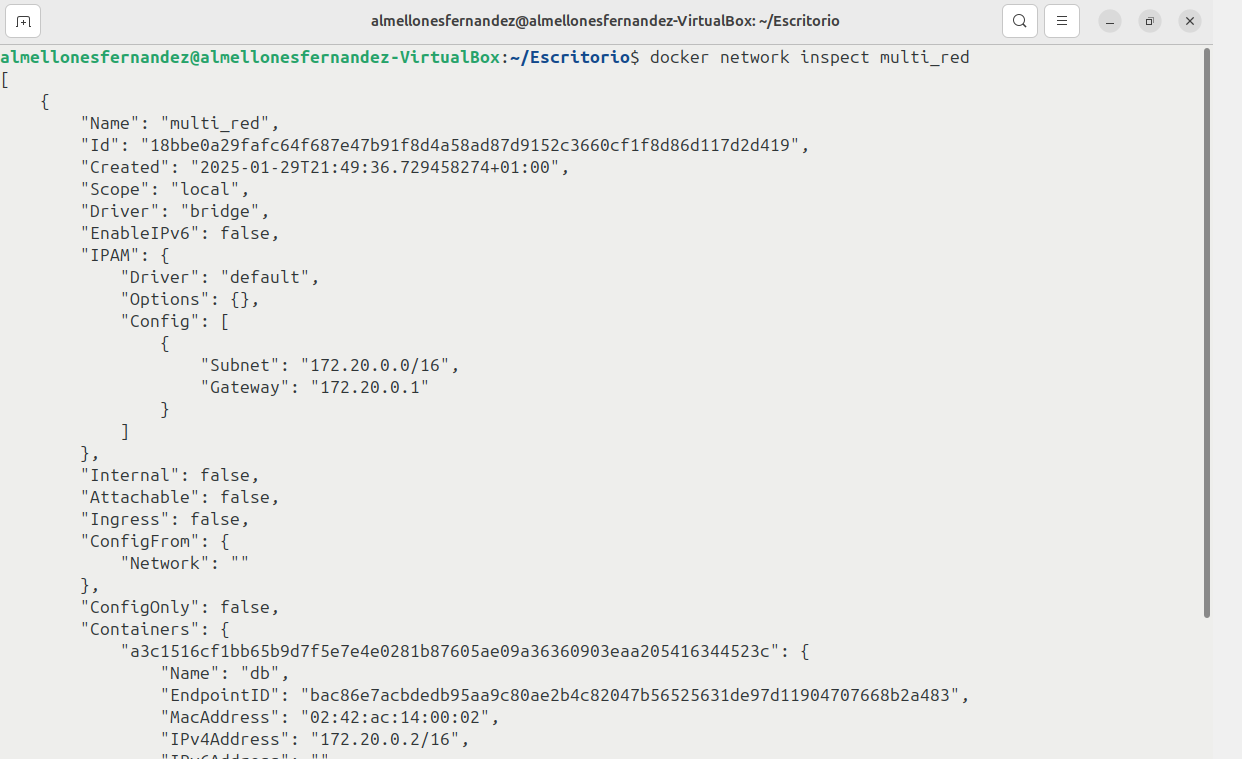 almellonesfernandez@almellonesfernandez-VirtualBox: ~/Escritorio
almellonesfernandez@almellonesfernandez-VirtualBox:~/Escritorio$ docker network inspect multi_red
[
    {
        "Name": "multi_red",
        "Id": "18bbe0a29fafc64f687e47b91f8d4a58ad87d9152c3660cf1f8d86d117d2d419",
        "Created": "2025-01-29T21:49:36.729458274+01:00",
        "Scope": "local",
        "Driver": "bridge",
        "EnableIPv6": false,
        "IPAM": {
            "Driver": "default",
            "Options": {},
            "Config": [
                {
                    "Subnet": "172.20.0.0/16",
                    "Gateway": "172.20.0.1"
                }
            ]
        },
        "Internal": false,
        "Attachable": false,
        "Ingress": false,
        "ConfigFrom": {
            "Network": ""
        },
        "ConfigOnly": false,
        "Containers": {
            "a3c1516cf1bb65b9d7f5e7e4e0281b87605ae09a36360903eaa205416344523c": {
                "Name": "db",
                "EndpointID": "bac86e7acbdedb95aa9c80ae2b4c82047b56525631de97d11904707668b2a483",
                "MacAddress": "02:42:ac:14:00:02",
                "IPv4Address": "172.20.0.2/16",
                "IPv6Address": ""